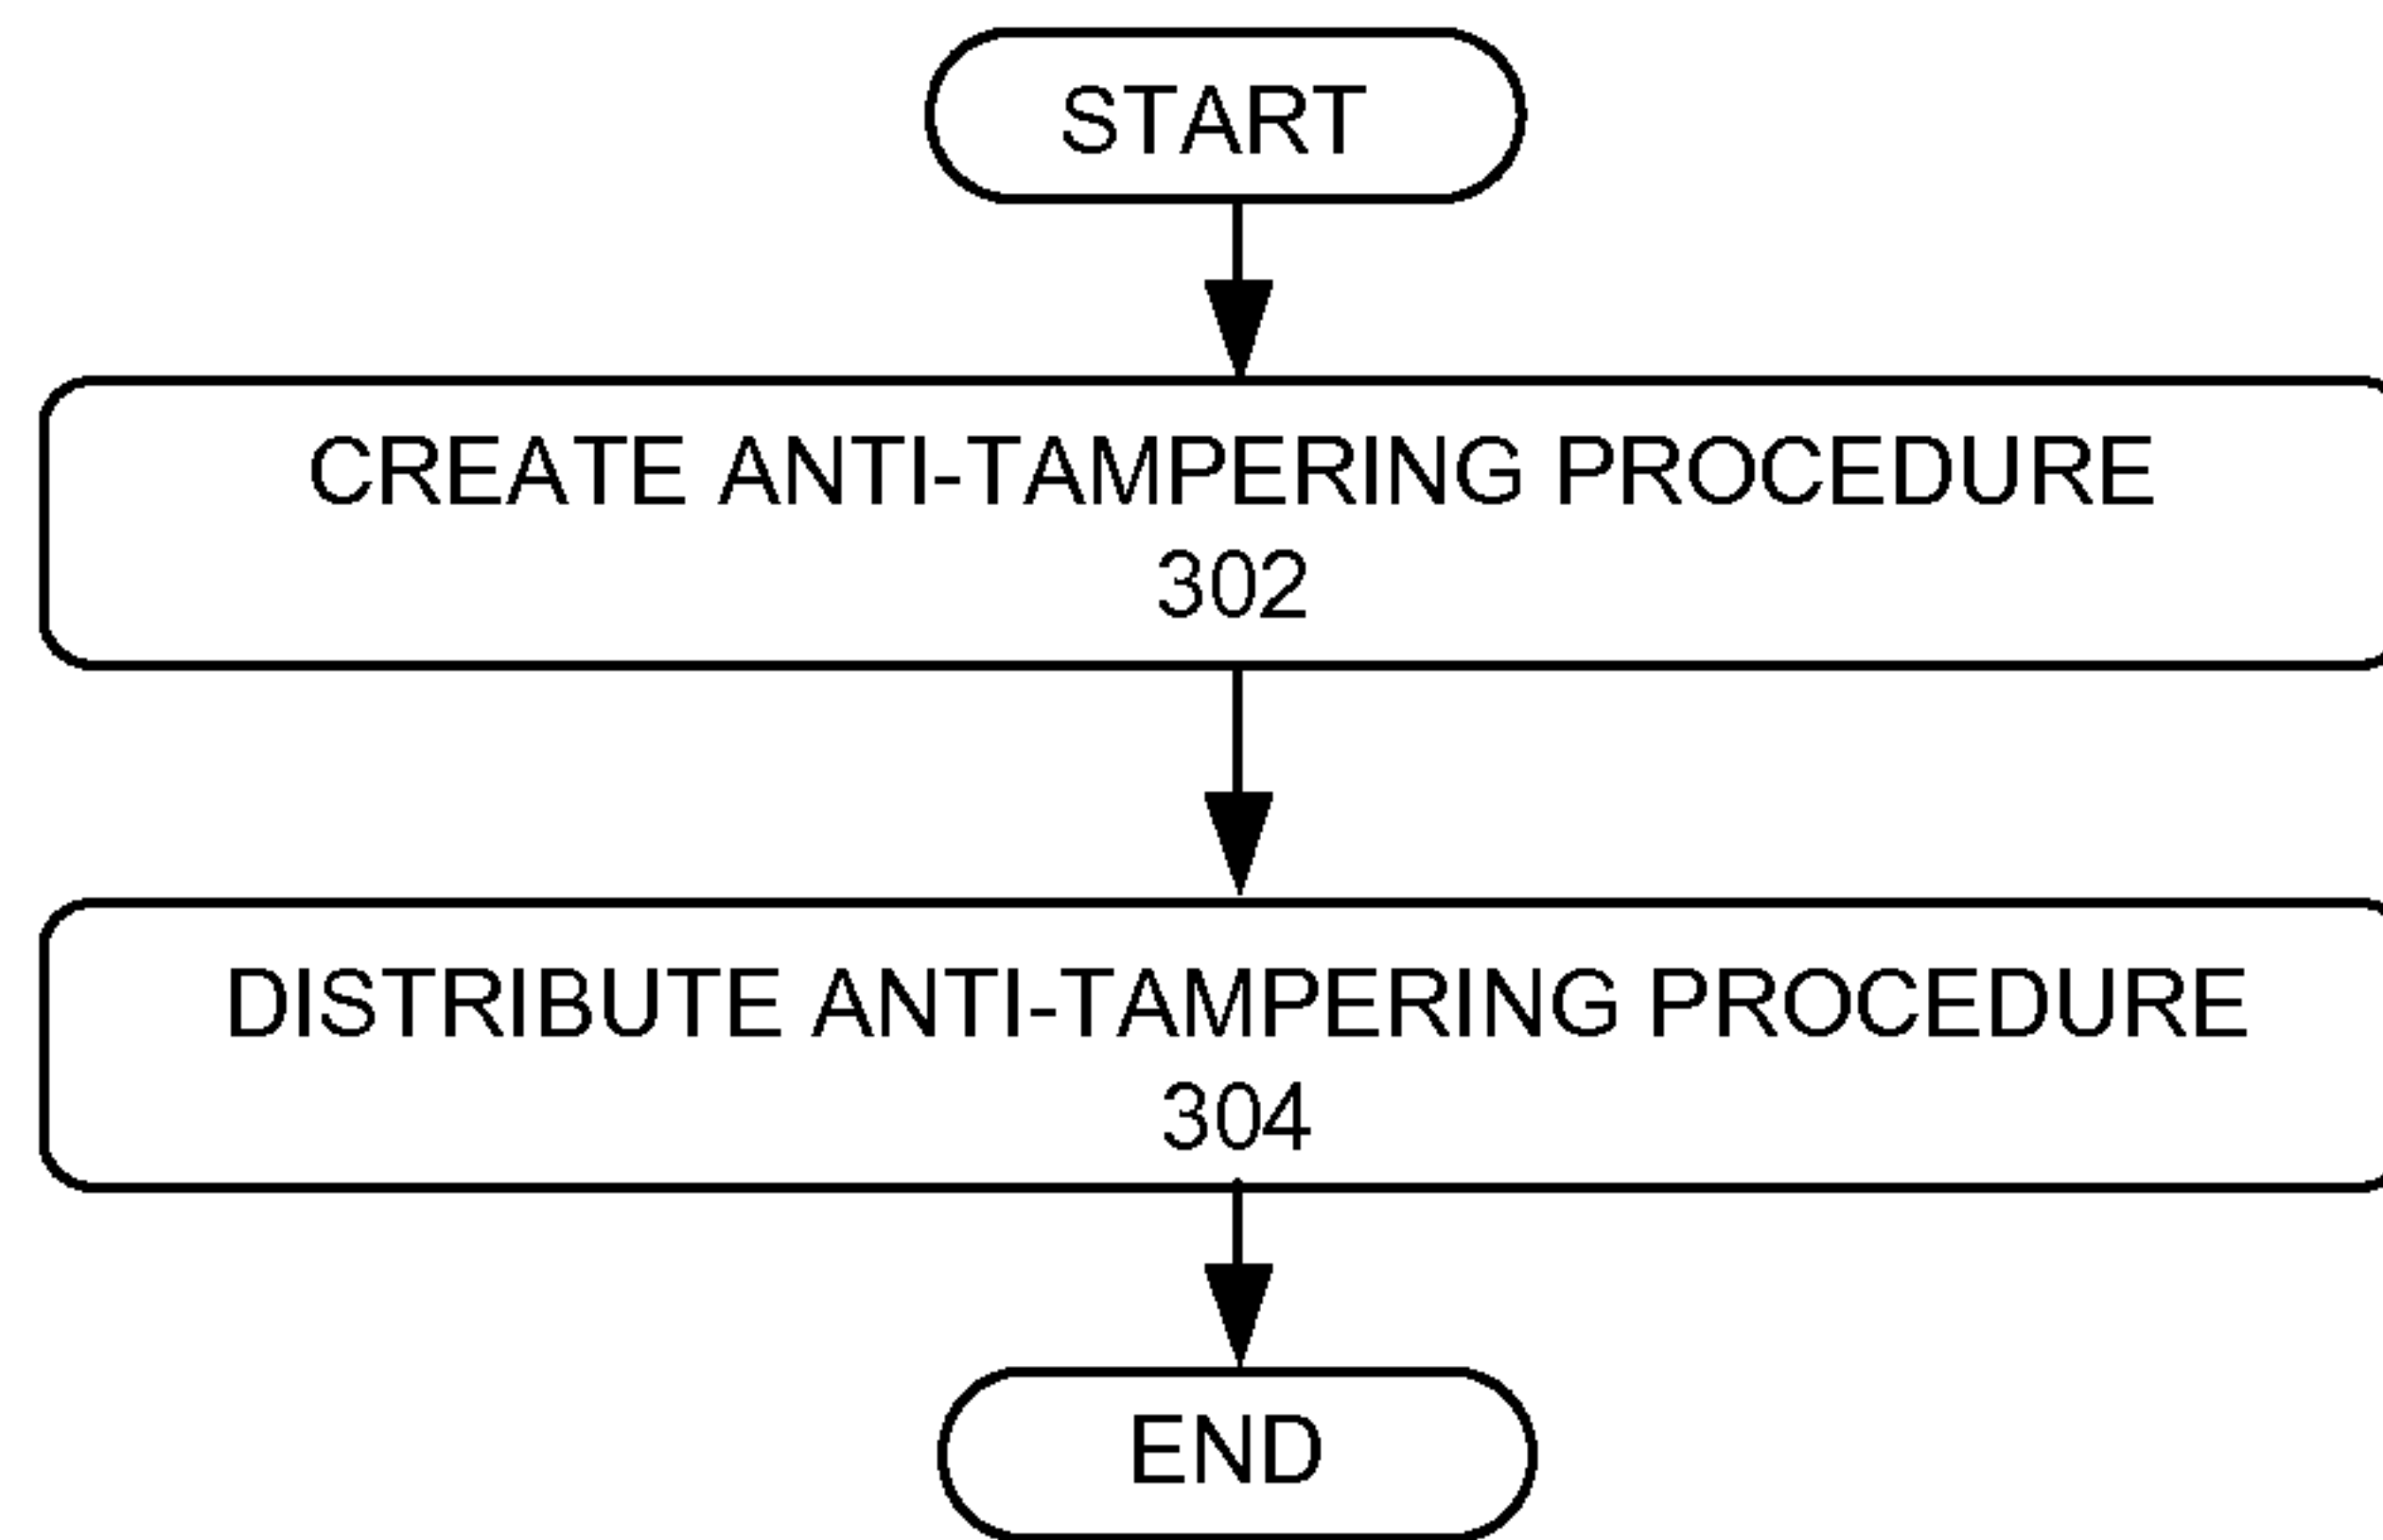 START
CREATE ANTI-TAMPERING PROCEDURE
302
DISTRIBUTE ANTI-TAMPERING PROCEDURE
304
END